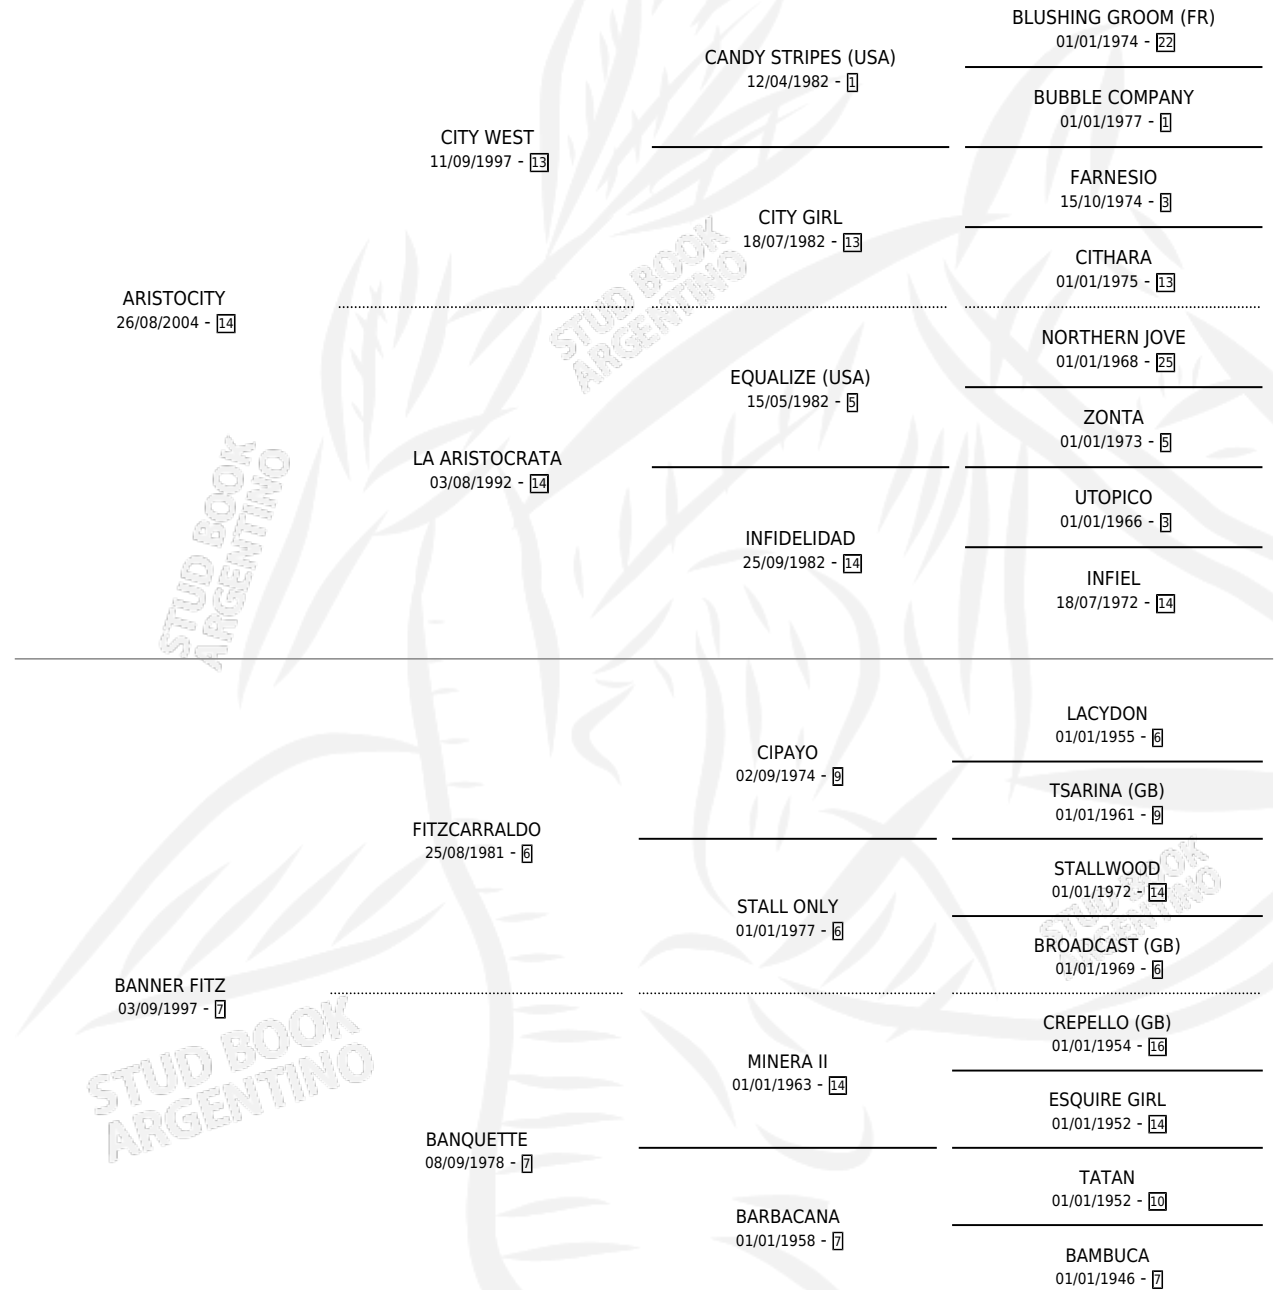 BLUSHING GROOM (FR)
01/01/1974 - 22
CANDY STRIPES (USA)
12/04/1982 - 1
BUBBLE COMPANY
01/01/1977 - 1
CITY WEST
11/09/1997 - 13
FARNESIO
15/10/1974 - 3
CITY GIRL
18/07/1982 - 13
CITHARA
01/01/1975 - 13
ARISTOCITY
26/08/2004 - 14
NORTHERN JOVE
01/01/1968 - 25
EQUALIZE (USA)
15/05/1982 - 5
ZONTA
01/01/1973 - 5
LA ARISTOCRATA
03/08/1992 - 14
UTOPICO
01/01/1966 - 3
INFIDELIDAD
25/09/1982 - 14
INFIEL
18/07/1972 - 14
LACYDON
01/01/1955 - 6
CIPAYO
02/09/1974 - 9
TSARINA (GB)
01/01/1961 - 9
FITZCARRALDO
25/08/1981 - 6
STALLWOOD
01/01/1972 - 14
STALL ONLY
01/01/1977 - 6
BROADCAST (GB)
01/01/1969 - 6
BANNER FITZ
03/09/1997 - 7
CREPELLO (GB)
01/01/1954 - 16
MINERA II
01/01/1963 - 14
ESQUIRE GIRL
01/01/1952 - 14
BANQUETTE
08/09/1978 - 7
TATAN
01/01/1952 - 10
BARBACANA
01/01/1958 - 7
BAMBUCA
01/01/1946 - 7
STUD BOOK
ARGENTINO
STUD BOOK
ARGENTINO
STUD BOOK
ARGENTINO
STUD BOOK
ARGENTINO